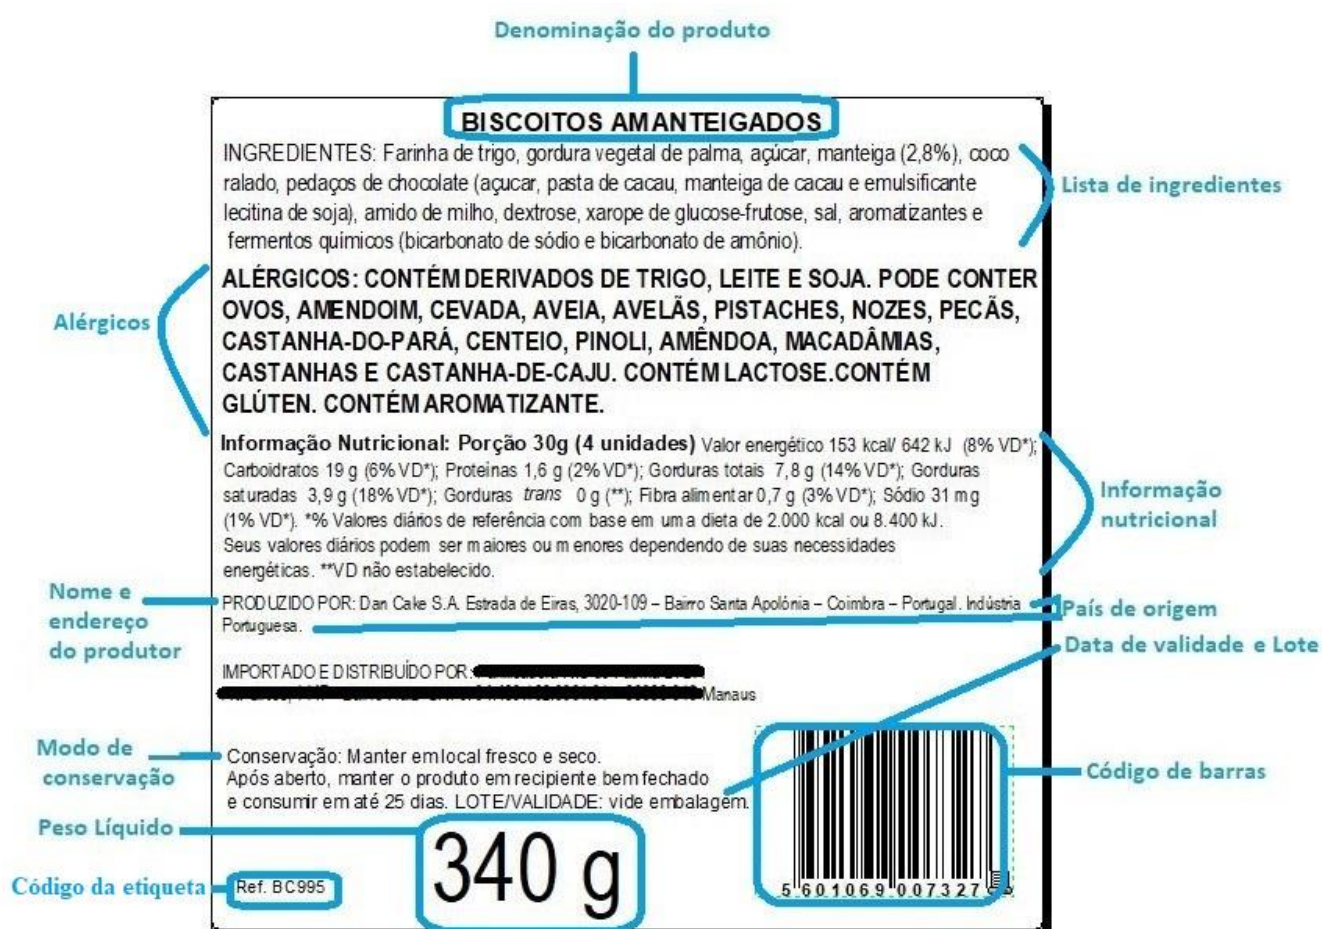 Denominação do produto
BISCOITOS AMANTEIGADOS
INGREDIENTES: Farinha de trigo, gordura vegetal de palma, açúcar, manteiga (2,8%), coco
ralado, pedaços de chocolate (açucar, pasta de cacau, manteiga de cacau e emulsificante
lecitina de soja), amido de milho, dextrose, xarope de glucose-frutose, sal, aromatizantes e
fermentos químicos (bicarbonato de sódio e bicarbonato de amônio).
Lista de ingredientes
Alérgicos
ALÉRGICOS: CONTÉM DERIVADOS DE TRIGO, LEITE E SOJA. PODE CONTER
OVOS, AMENDOIM, CEVADA, AVEIA, AVELÃS, PISTACHES, NOZES, PECÃS,
CASTANHA-DO-PARÁ, CENTEIO, PINOLI, AMÊNDOA, MACADÂMIAS,
CASTANHAS E CASTANHA-DE-CAJU. CONTÉM LACTOSE.CONTÉM
GLÚTEN. CONTÉM AROMATIZANTE.
Informação Nutricional: Porção 30g (4 unidades) Valor energético 153 kcal/ 642 kJ (8% VD*);
Carboidratos 19 g (6% VD*); Proteínas 1,6 g (2% VD*); Gorduras totais 7,8 g (14% VD*); Gorduras
saturadas 3,9 g (18% VD*); Gorduras trans 0 g (**); Fibra alimentar 0,7 g (3% VD*); Sódio 31 mg
(1% VD*). *% Valores diários de referência com base em uma dieta de 2.000 kcal ou 8.400 kJ.
Seus valores diários podem ser maiores ou menores dependendo de suas necessidades
energéticas. **VD não estabelecido.
Informação
nutricional
Nome e
endereço
do produtor
PRODUZIDO POR: Dan Cake S.A. Estrada de Eiras, 3020-109 – Bairro Santa Apolónia – Coimbra – Portugal. Indústria
Portuguesa.
País de origem
Data de validade e Lote
IMPORTADO E DISTRIBUÍDO POR:
Manaus
Modo de
conservação
Conservação: Manter em local fresco e seco.
Após aberto, manter o produto em recipiente bem fechado
e consumir em até 25 dias. LOTE/VALIDADE: vide embalagem.
Código de barras
Peso Líquido
340 g
Código da etiqueta
Ref. BC995
5 601069 007327